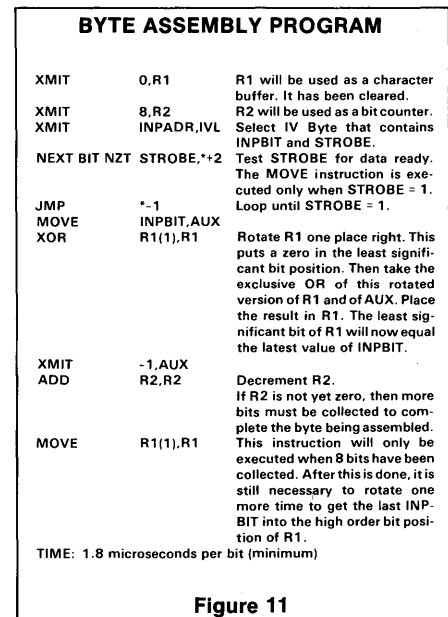 BYTE ASSEMBLY PROGRAM
XMIT 0,R1 R1 will be used as a character
buffer. It has been cleared.
XMIT 8,R2 R2 will be used as a bit counter.
XMIT INPADR,IVL Select IV Byte that contains
INPBIT and STROBE.
NEXT BIT NZT STROBE,*+2 Test STROBE for data ready.
The MOVE instruction is exe-
cuted only when STROBE = 1.
JMP *-1 Loop until STROBE = 1.
MOVE INPBIT,AUX
XOR R1(1),R1 Rotate R1 one place right. This
puts a zero in the least signifi-
cant bit position. Then take the
exclusive OR of this rotated
version of R1 and of AUX. Place
the result in R1. The least sig-
nificant bit of R1 will now equal
the latest value of INPBIT.
XMIT -1,AUX
ADD R2,R2 Decrement R2.
If R2 is not yet zero, then more
bits must be collected to com-
plete the byte being assembled.
MOVE R1(1),R1 This instruction will only be
executed when 8 bits have been
collected. After this is done, it is
still necessary to rotate one
more time to get the last INP-
BIT into the high order bit posi-
tion of R1.
TIME: 1.8 microseconds per bit (minimum)
Figure 11